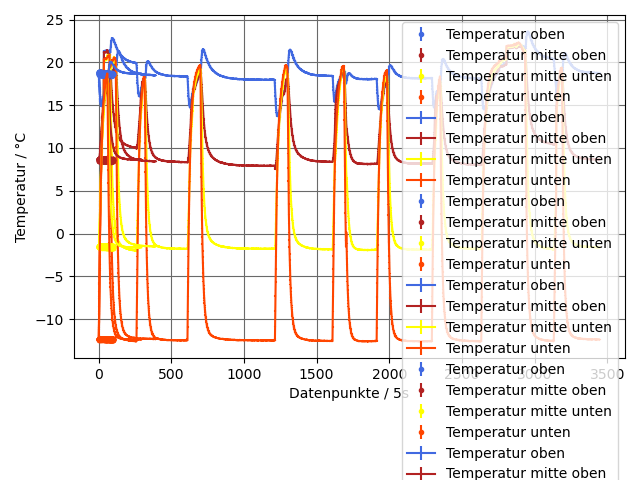 Temperatur / °C
25
20
15
10
5
0
−5
−10
0
500
1000
1500
2000
2500
3000
3500
Datenpunkte / 5s
Temperatur oben
Temperatur mitte oben
Temperatur mitte unten
Temperatur unten
Temperatur oben
Temperatur mitte oben
Temperatur mitte unten
Temperatur unten
Temperatur oben
Temperatur mitte oben
Temperatur mitte unten
Temperatur unten
Temperatur oben
Temperatur mitte oben
Temperatur mitte unten
Temperatur unten
Temperatur oben
Temperatur mitte oben
Temperatur mitte unten
Temperatur unten
Temperatur oben
Temperatur mitte oben